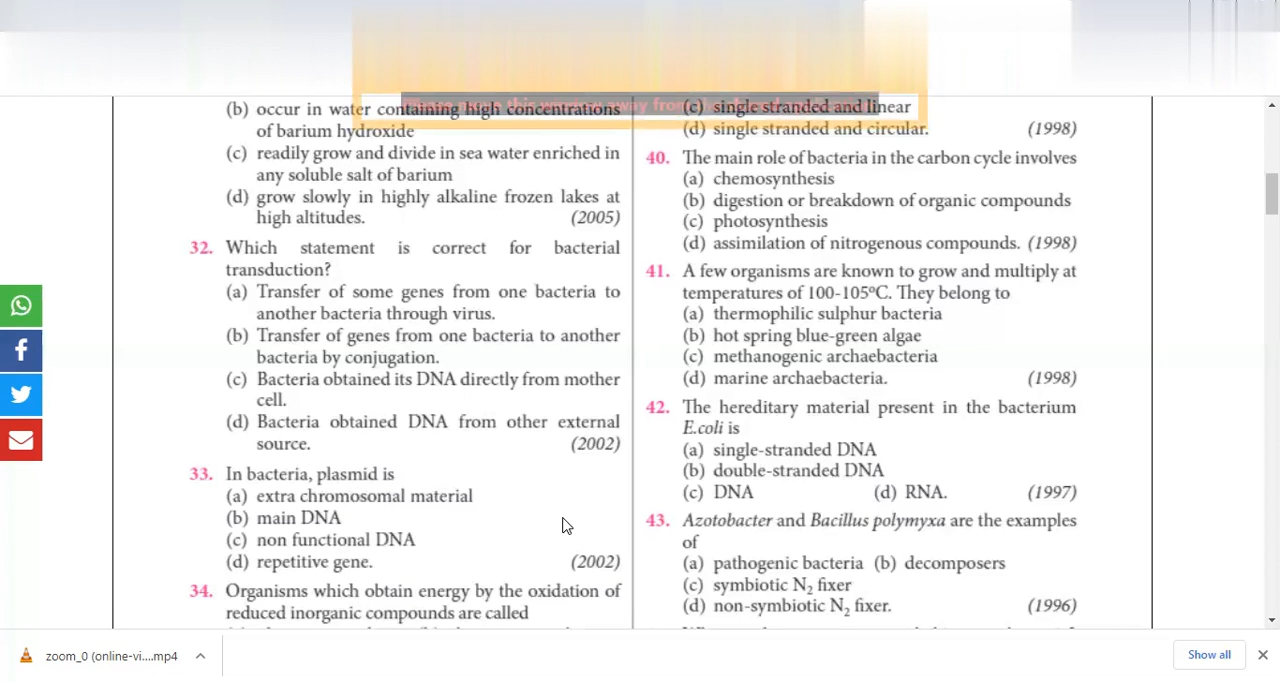 (b) occur in water containing high concentrations
of barium hydroxide
(c) readily grow and divide in sea water enriched in
any soluble salt of barium
(d) grow slowly in highly alkaline frozen lakes at
high altitudes. (2005)
32. Which statement is correct for bacterial
transduction?
(a) Transfer of some genes from one bacteria to
another bacteria through virus.
(b) Transfer of genes from one bacteria to another
bacteria by conjugation.
(c) Bacteria obtained its DNA directly from mother
cell.
(d) Bacteria obtained DNA from other external
source. (2002)
33. In bacteria, plasmid is
(a) extra chromosomal material
(b) main DNA
(c) non functional DNA
(d) repetitive gene. (2002)
34. Organisms which obtain energy by the oxidation of
reduced inorganic compounds are called
(c) single stranded and linear
(d) single stranded and circular. (1998)
40. The main role of bacteria in the carbon cycle involves
(a) chemosynthesis
(b) digestion or breakdown of organic compounds
(c) photosynthesis
(d) assimilation of nitrogenous compounds. (1998)
41. A few organisms are known to grow and multiply at
temperatures of 100-105ºC. They belong to
(a) thermophilic sulphur bacteria
(b) hot spring blue-green algae
(c) methanogenic archaebacteria
(d) marine archaebacteria. (1998)
42. The hereditary material present in the bacterium
E.coli is
(a) single-stranded DNA
(b) double-stranded DNA
(c) DNA (d) RNA. (1997)
43. Azotobacter and Bacillus polymyxa are the examples
of
(a) pathogenic bacteria (b) decomposers
(c) symbiotic N₂ fixer
(d) non-symbiotic N₂ fixer. (1996)
zoom_0 (online-vi....mp4
Show all